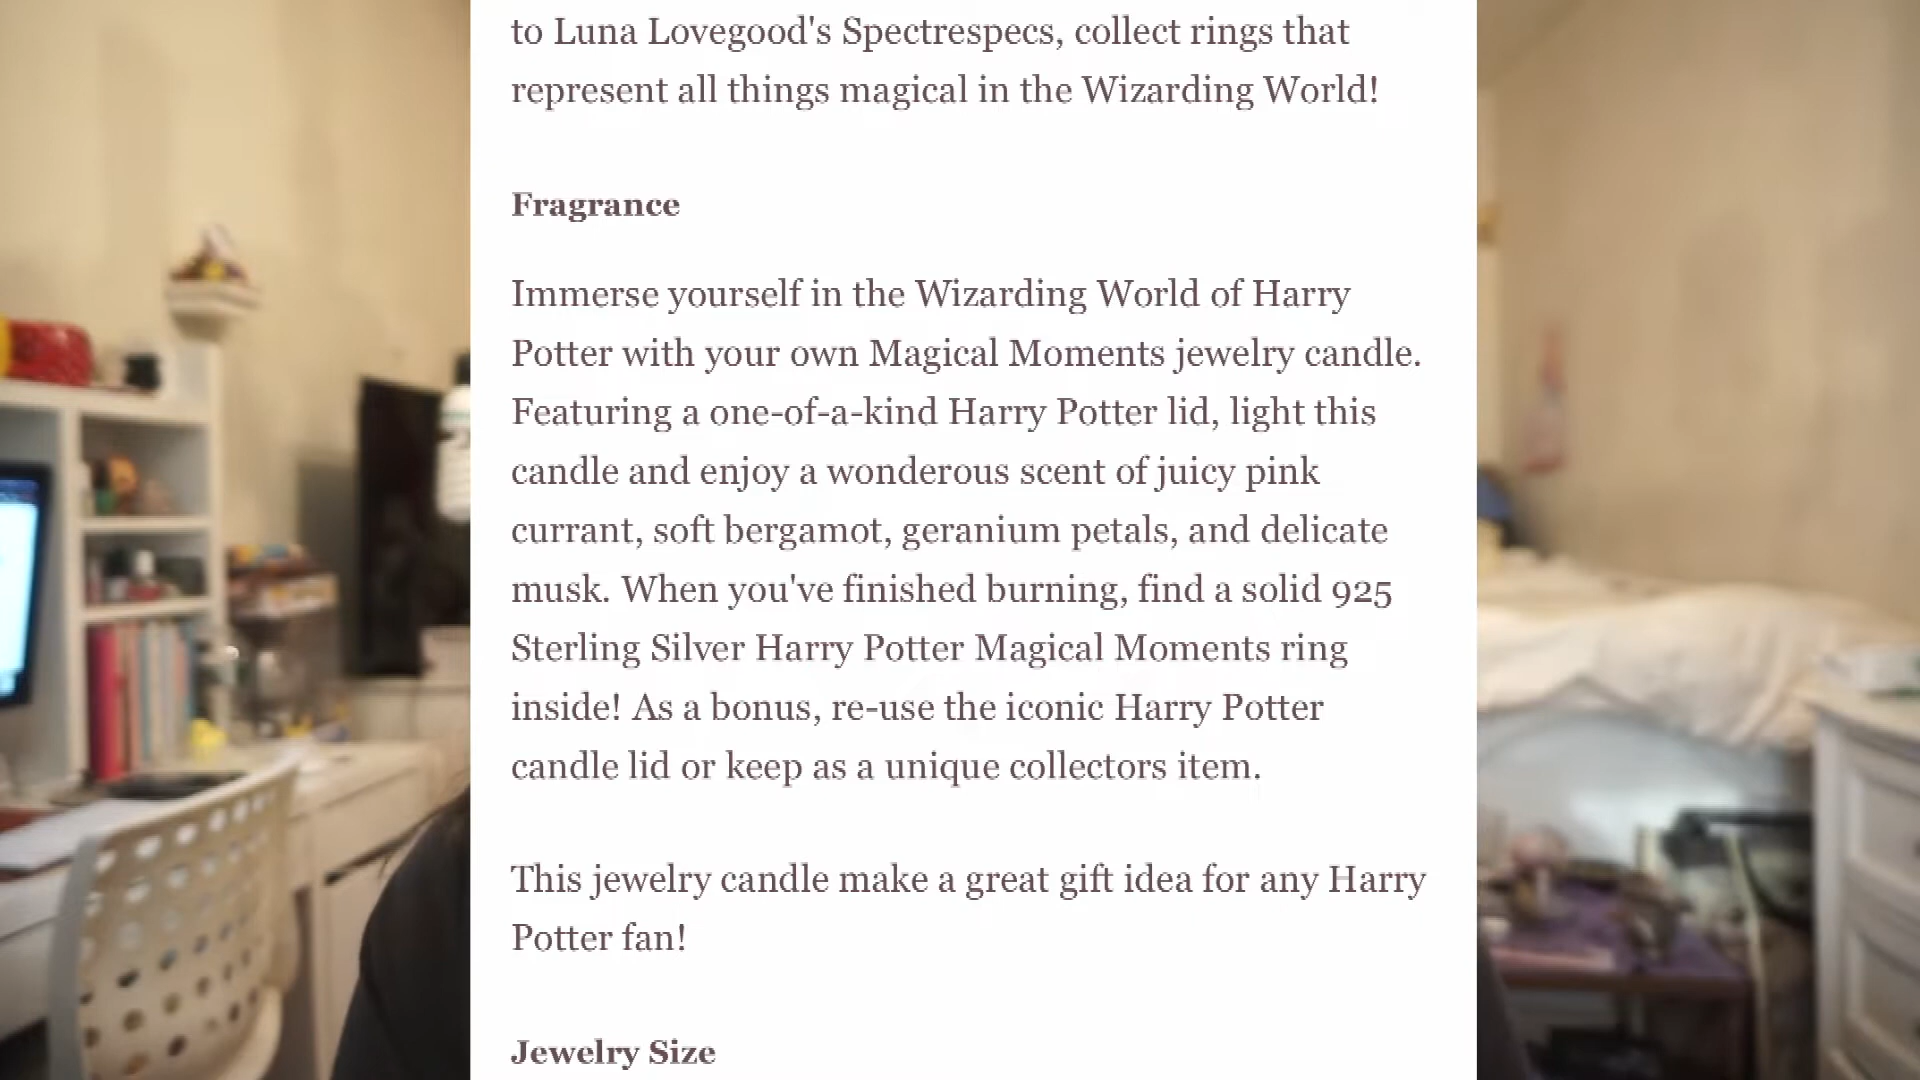 to Luna Lovegood's Spectrespecs, collect rings that
represent all things magical in the Wizarding World!
Fragrance
Immerse yourself in the Wizarding World of Harry
Potter with your own Magical Moments jewelry candle.
Featuring a one-of-a-kind Harry Potter lid, light this
candle and enjoy a wonderous scent of juicy pink
currant, soft bergamot, geranium petals, and delicate
musk. When you've finished burning, find a solid 925
Sterling Silver Harry Potter Magical Moments ring
inside! As a bonus, re-use the iconic Harry Potter
candle lid or keep as a unique collectors item.
This jewelry candle make a great gift idea for any Harry
Potter fan!
Jewelry Size